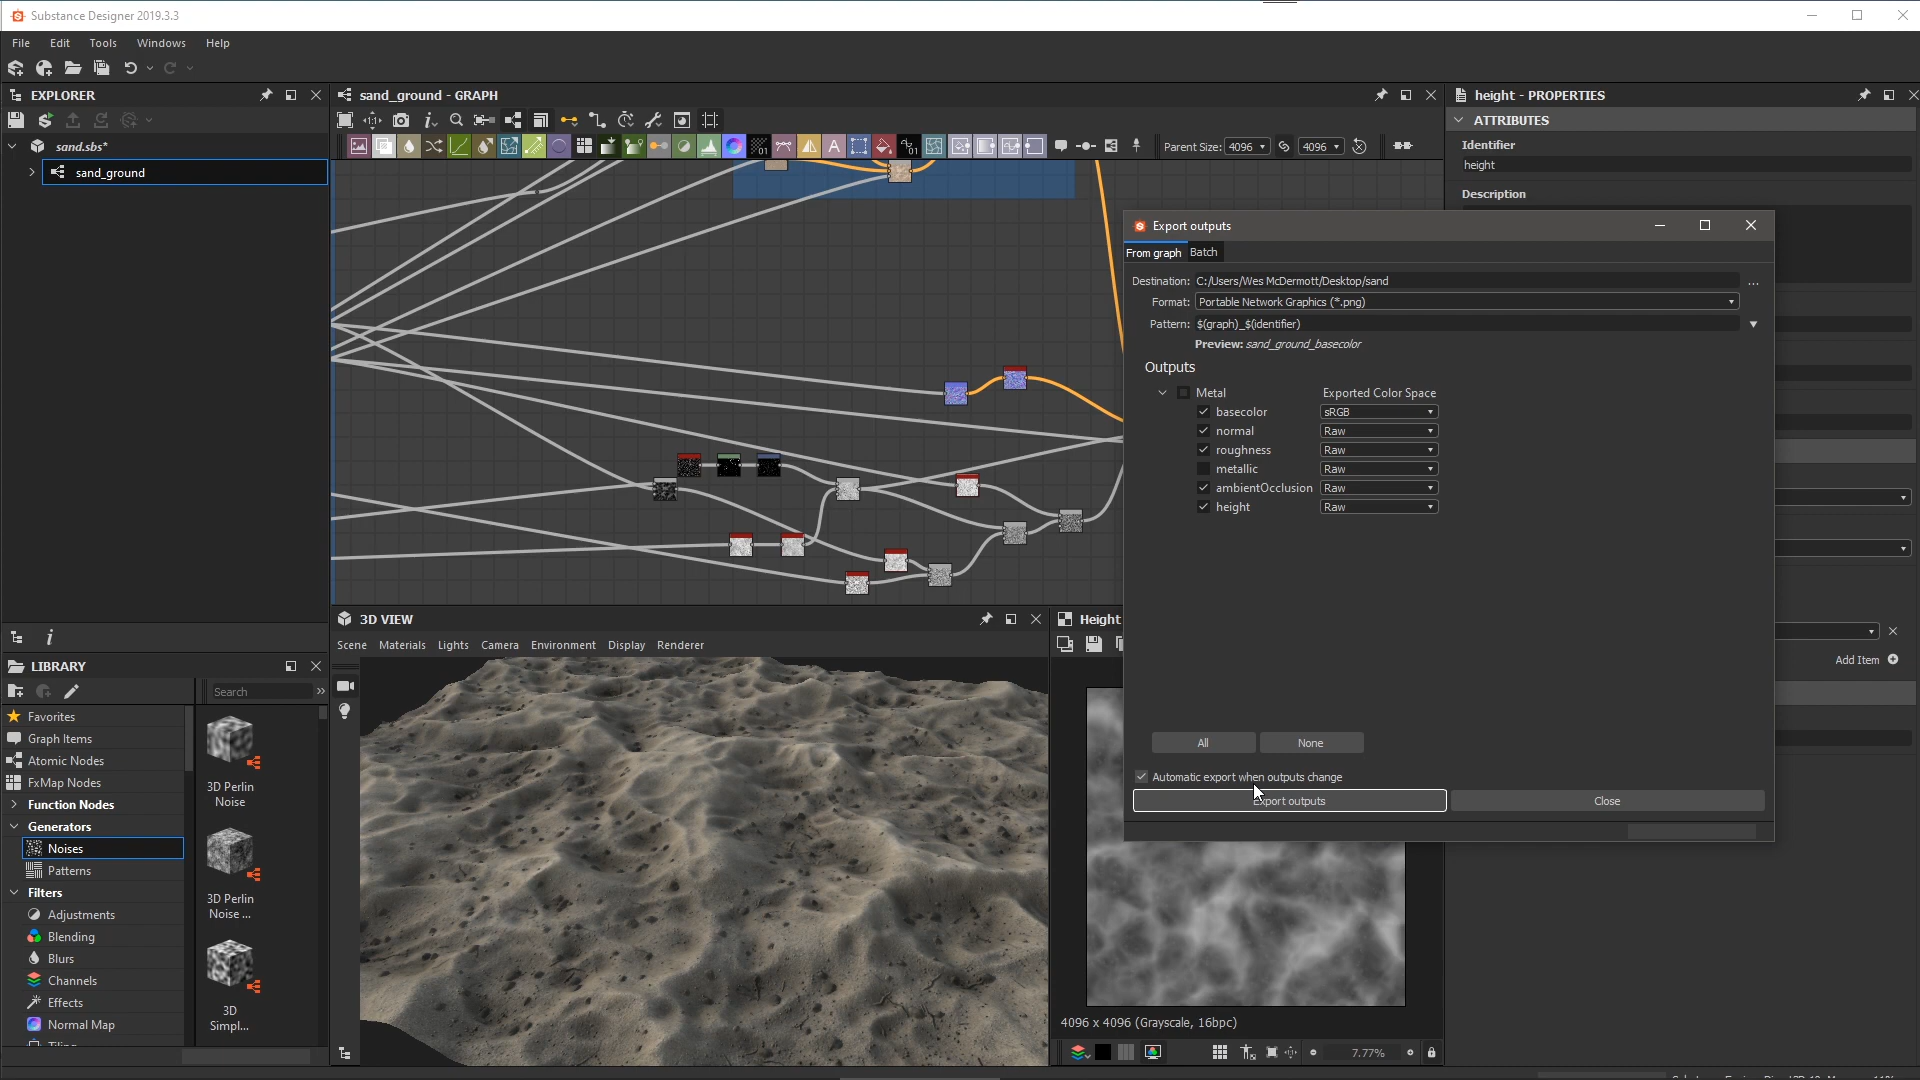 Substance Designer 2019.3.3
File Edit Tools Windows Help
EXPLORER
sand.sbs*
sand_ground
sand_ground - GRAPH
Parent Size: 4096 4096
height - PROPERTIES
ATTRIBUTES
Identifier
height
Description
Export outputs
From graph Batch
Destination: C:/Users/Wes McDermott/Desktop/sand ...
Format: Portable Network Graphics (*.png)
Pattern: $(graph)_$(identifier)
Preview: sand_ground_basecolor
Outputs
Metal Exported Color Space
basecolor sRGB
normal Raw
roughness Raw
metallic Raw
ambientOcclusion Raw
height Raw
All None
Automatic export when outputs change
Export outputs Close
Add Item
LIBRARY
Search
Favorites
Graph Items
Atomic Nodes
FxMap Nodes
Function Nodes
Generators
Noises
Patterns
Filters
Adjustments
Blending
Blurs
Channels
Effects
Normal Map
3D Perlin
Noise
3D Perlin
Noise ...
3D
Simpl...
3D VIEW
Scene Materials Lights Camera Environment Display Renderer
Height
4096 x 4096 (Grayscale, 16bpc)
7.77%